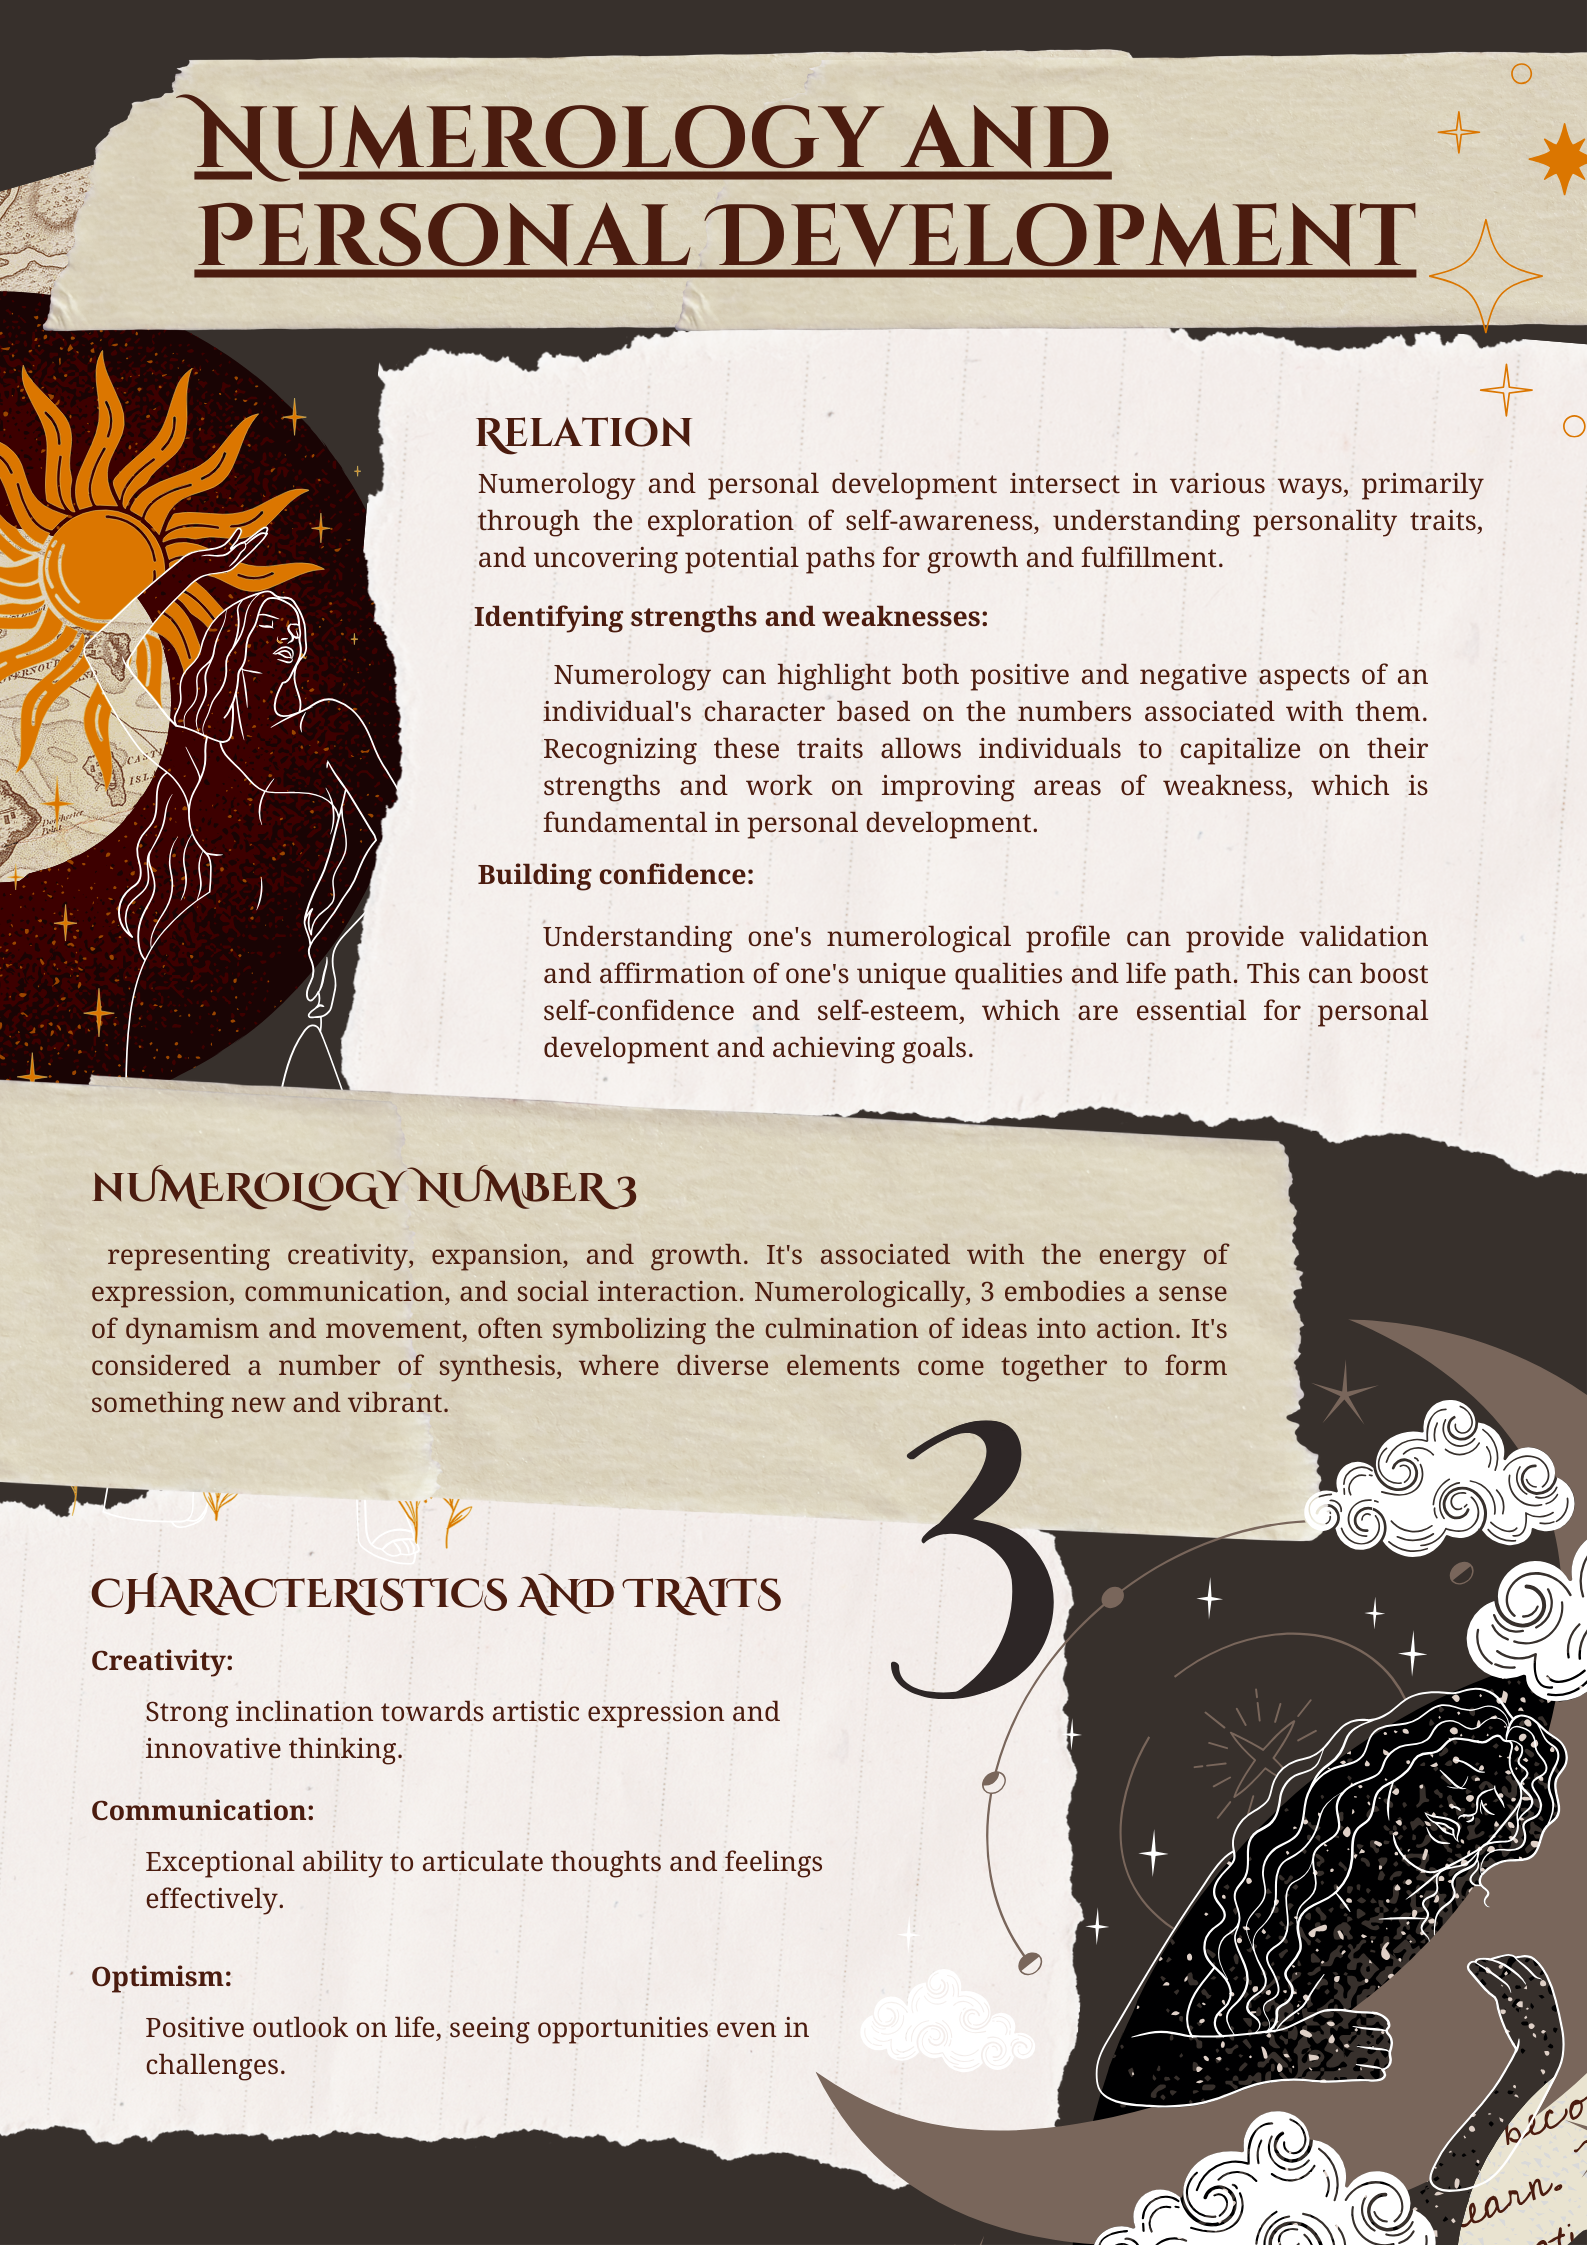 NUMEROLOGY AND
PERSONAL DEVELOPMENT
RELATION
Numerology and personal development intersect in various ways, primarily
through the exploration of self-awareness, understanding personality traits,
and uncovering potential paths for growth and fulfillment.
Identifying strengths and weaknesses:
Numerology can highlight both positive and negative aspects of an
individual's character based on the numbers associated with them.
Recognizing these traits allows individuals to capitalize on their
strengths and work on improving areas of weakness, which is
fundamental in personal development.
Building confidence:
Understanding one's numerological profile can provide validation
and affirmation of one's unique qualities and life path. This can boost
self-confidence and self-esteem, which are essential for personal
development and achieving goals.
Dorchester
Point
NUMEROLOGY NUMBER 3
representing creativity, expansion, and growth. It's associated with the energy of
expression, communication, and social interaction. Numerologically, 3 embodies a sense
of dynamism and movement, often symbolizing the culmination of ideas into action. It's
considered a number of synthesis, where diverse elements come together to form
something new and vibrant.
3
CHARACTERISTICS AND TRAITS
Creativity:
Strong inclination towards artistic expression and
innovative thinking.
Communication:
Exceptional ability to articulate thoughts and feelings
effectively.
Optimism:
Positive outlook on life, seeing opportunities even in
challenges.